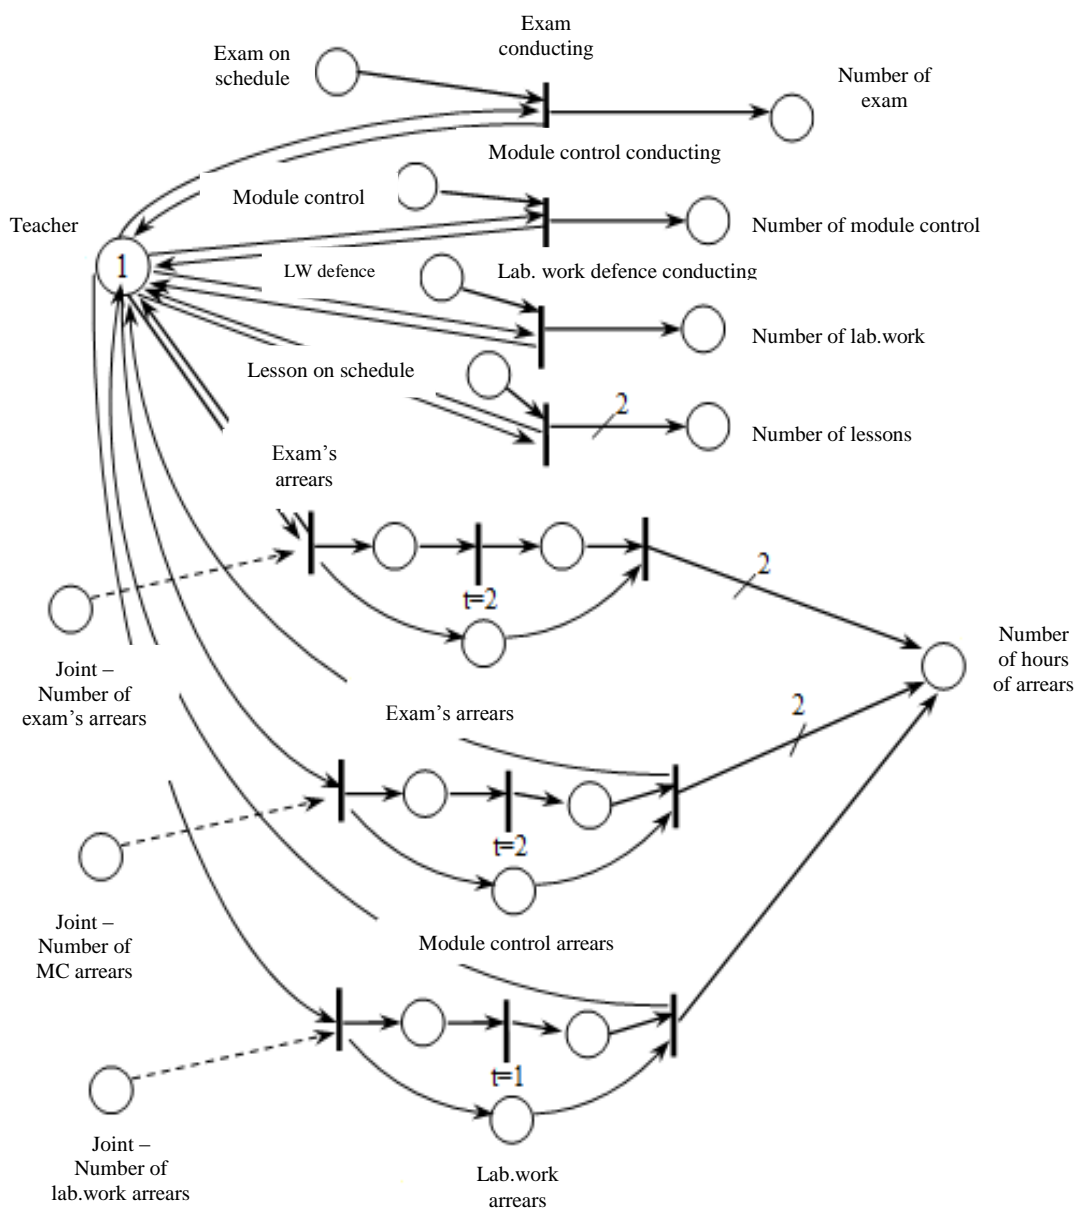 Exam
conducting
Exam on
schedule
Number of
exam
Module control conducting
Module control
Teacher
Number of module control
1
LW defence
Lab. work defence conducting
Number of lab.work
Lesson on schedule
2
Number of lessons
Exam's
arrears
2
t=2
Number
of hours
of arrears
Joint –
Number of
exam's arrears
Exam's arrears
2
t=2
Joint –
Number of
MC arrears
Module control arrears
t=1
Joint –
Number of
lab.work arrears
Lab.work
arrears